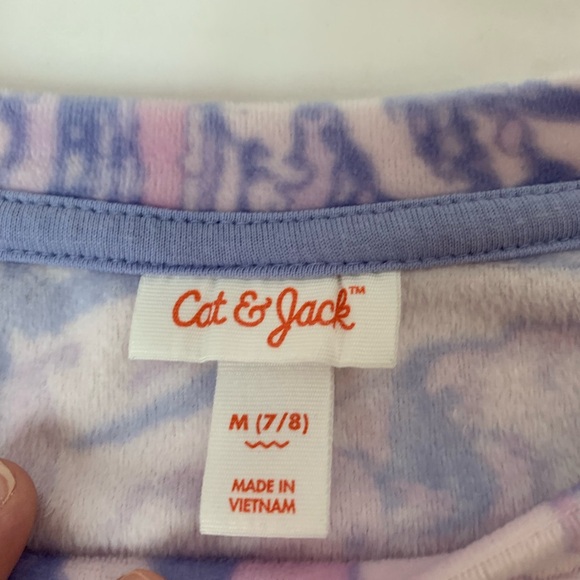 Cat & Jack™
M (7/8)
MADE IN
VIETNAM